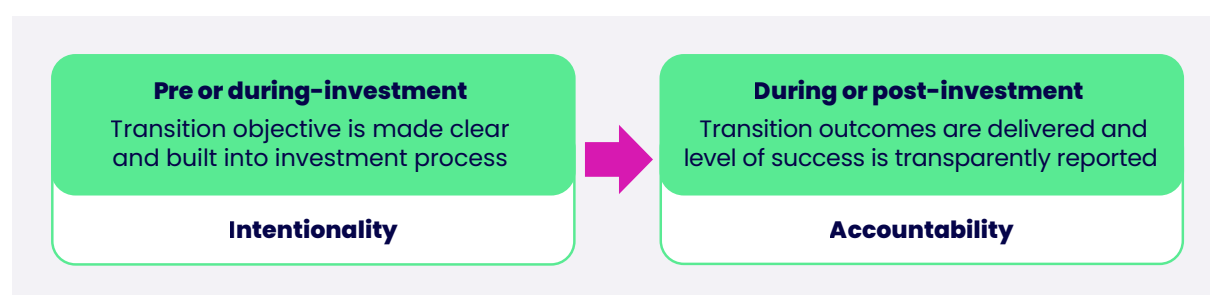 Pre or during-investment
Transition objective is made clear
and built into investment process
Intentionality
During or post-investment
Transition outcomes are delivered and
level of success is transparently reported
Accountability